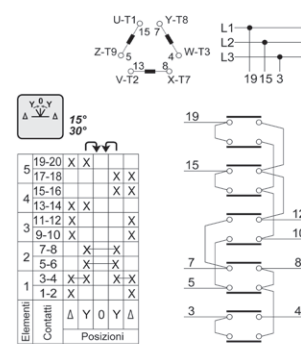 U-T1 Y-T8
15 7
Z-T9 5 4 W-T3
13 8
V-T2 X-T7
L1
L2
L3
19 15 3
Y 0 Y
Δ Δ
15°
30°
5 19-20 X X
17-18 X X
4 15-16 X X
13-14 X X
3 11-12 X X
9-10 X X
2 7-8 X X
5-6 X X
1 3-4 X X X X
1-2 X X
Elementi Contatti Δ Y 0 Y Δ
Posizioni
19
15
12
10
7 8
5
3 4